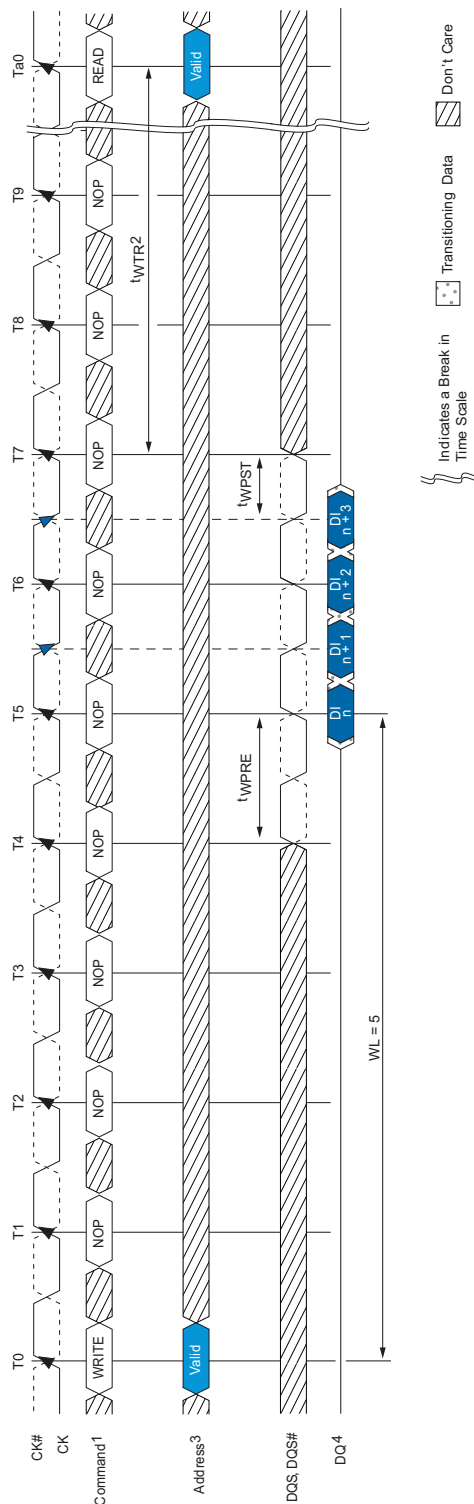 T0 T1 T2 T3 T4 T5 T6 T7 T8 T9 Ta0
CK#
CK
Command1 WRITE NOP NOP NOP NOP NOP NOP NOP NOP NOP READ
tWTR2
Address3 Valid Valid
tWPRE tWPST
DQS, DQS#
DQ4 DI n DI n + 1 DI n + 2 DI n + 3
WL = 5
Indicates a Break in
Time Scale
Transitioning Data
Don't Care